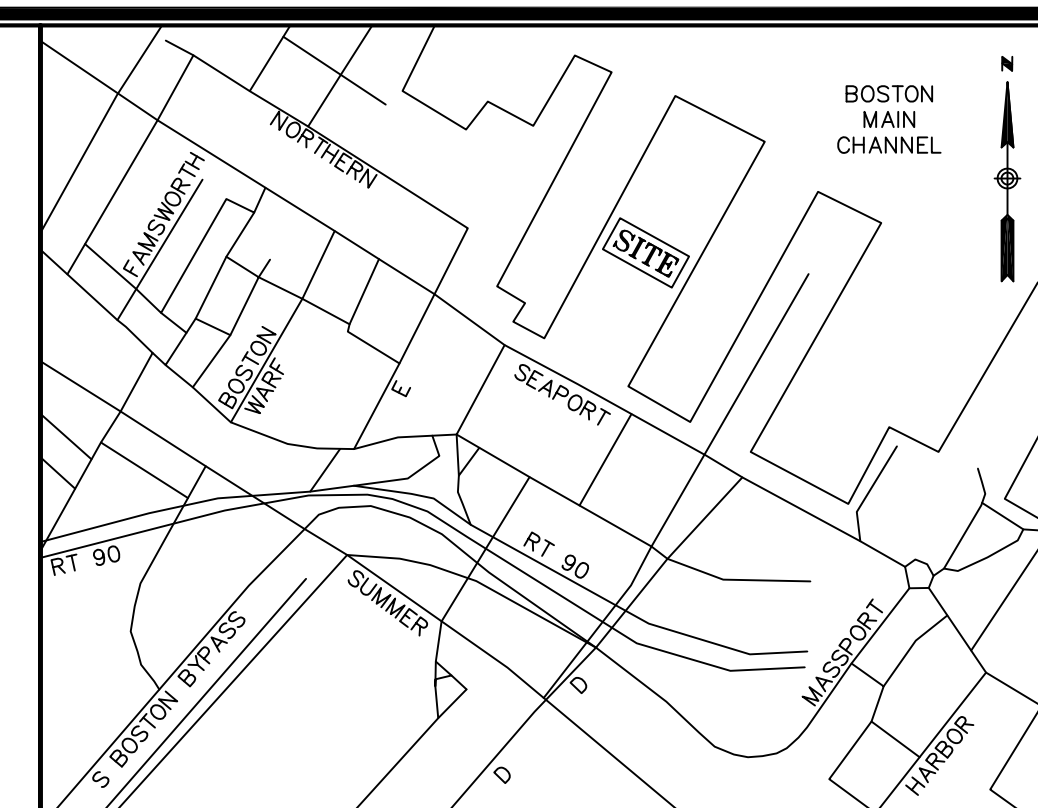 N
BOSTON
MAIN
CHANNEL
NORTHERN
FAMSWORTH
SITE
BOSTON
WARF
E
SEAPORT
RT 90
RT 90
SUMMER
MASSPORT
S BOSTON BYPASS
D
D
HARBOR